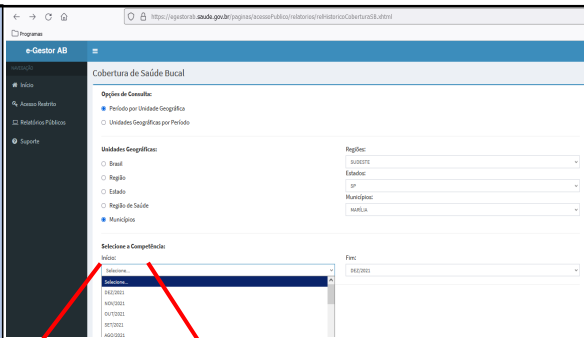 https://egestorab.saude.gov.br/paginas/acessoPublico/relatorios/relHistoricoCoberturaSB.xhtml
Programas
e-Gestor AB
Cobertura de Saúde Bucal
Início
Acesso Restrito
Relatórios Públicos
Suporte
Opções de Consulta:
Período por Unidade Geográfica
Unidades Geográficas por Período
Unidades Geográficas:
Brasil
Região
Estado
Região de Saúde
Municípios
Regiões:
SUDESTE
Estados:
SP
Municípios:
MARÍLIA
Selecione a Competência:
Início:
Selecione...
Selecione...
DEZ/2021
NOV/2021
OUT/2021
SET/2021
AGO/2021
Fim:
DEZ/2021